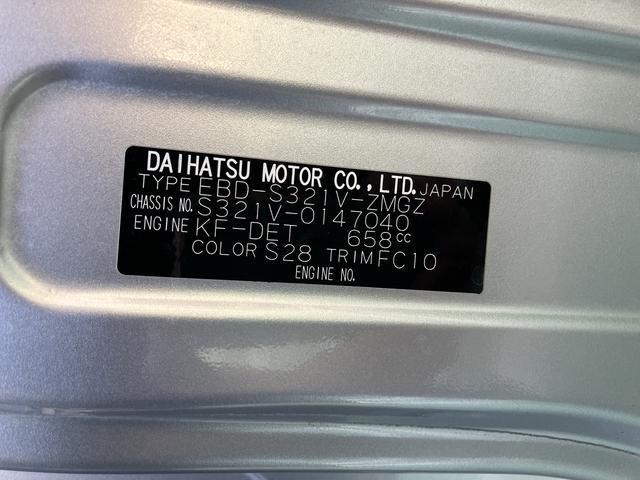 DAIHATSU MOTOR CO.,LTD. JAPAN
TYPE EBD-S321V-ZMGZ
CHASSIS NO. S321V-0147040
ENGINE KF-DET 658cc
COLOR S28 TRIM FC10
ENGINE NO.